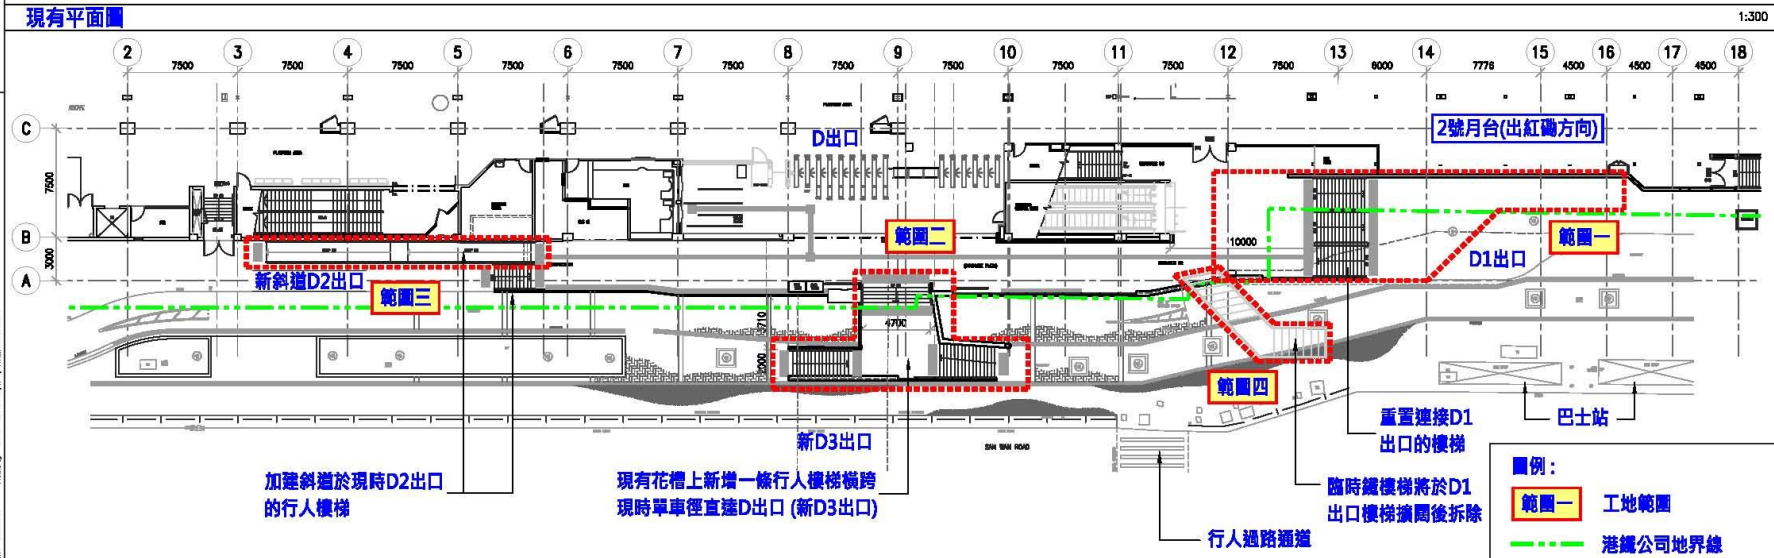 現有平面圖
1:300
2 3 4 5 6 7 8 9 10 11 12 13 14 15 16 17 18
7500 7500 7500 7500 7500 7500 7500 7500 7500 7500 7500 6000 7776 4500 4500 4500
C
D出口
2號月台(出紅磡方向)
7500
B
範圍二
10000
範圍一
3000
D1出口
A
新斜道D2出口
範圍三
4700
3710
範圍四
新D3出口
SAN WAN ROAD
重置連接D1
出口的樓梯
巴士站
加建斜道於現時D2出口
的行人樓梯
現有花槽上新增一條行人樓梯橫跨
現時單車徑直達D出口 (新D3出口)
臨時鐵樓梯將於D1
出口樓梯擴闊後拆除
行人過路通道
圖例：
範圍一
工地範圍
港鐵公司地界線